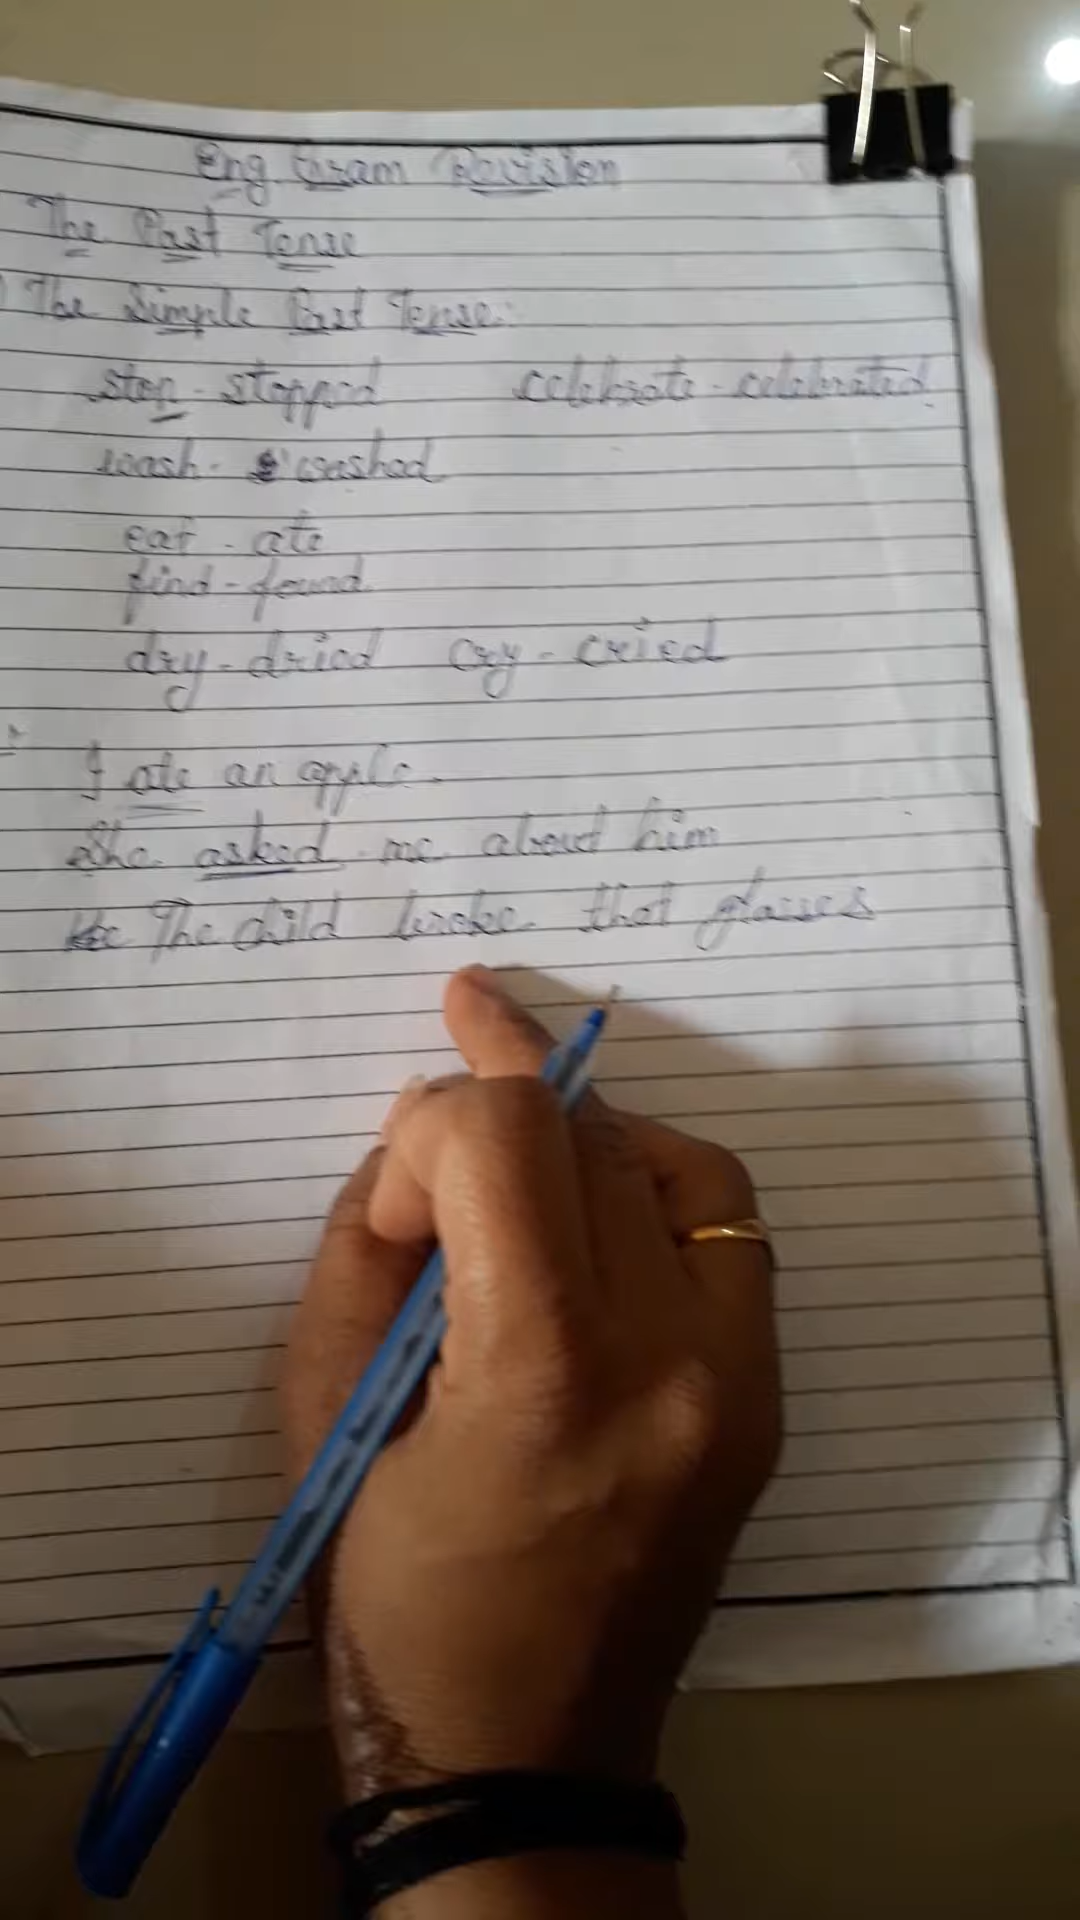 Eng Gram Revision
The Past Tense
The Simple Past Tense:
stop - stopped celebrate - celebrated
wash - washed
eat - ate
find - found
dry - dried cry - cried
I ate an apple.
She asked me about him
The child broke that glasses